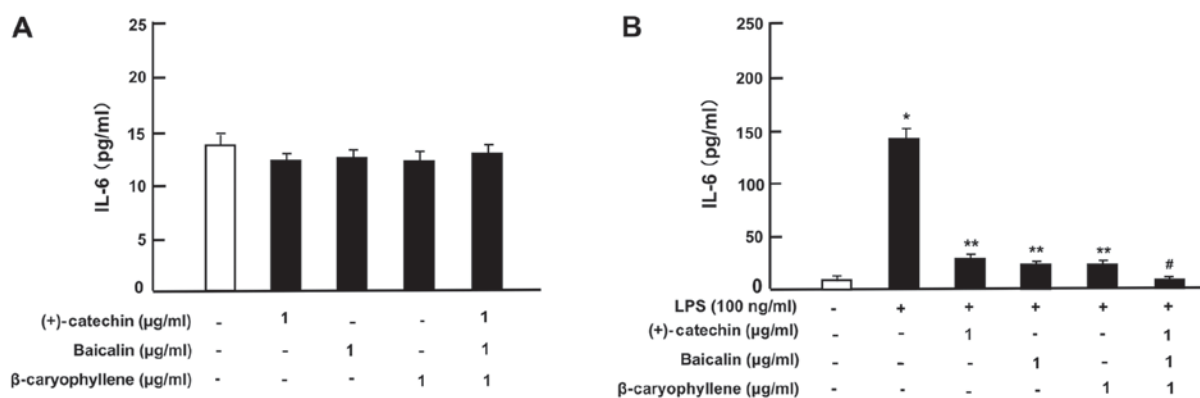 A
IL-6 (pg/ml)
25
20
15
10
5
0
(+)-catechin (μg/ml) - 1 - - 1
Baicalin (μg/ml) - - 1 - 1
β-caryophyllene (μg/ml) - - - 1 1
B
IL-6 (pg/ml)
250
200
150
100
50
0
*
**
**
**
#
LPS (100 ng/ml) - + + + + +
(+)-catechin (μg/ml) - - 1 - - 1
Baicalin (μg/ml) - - - 1 - 1
β-caryophyllene (μg/ml) - - - - 1 1